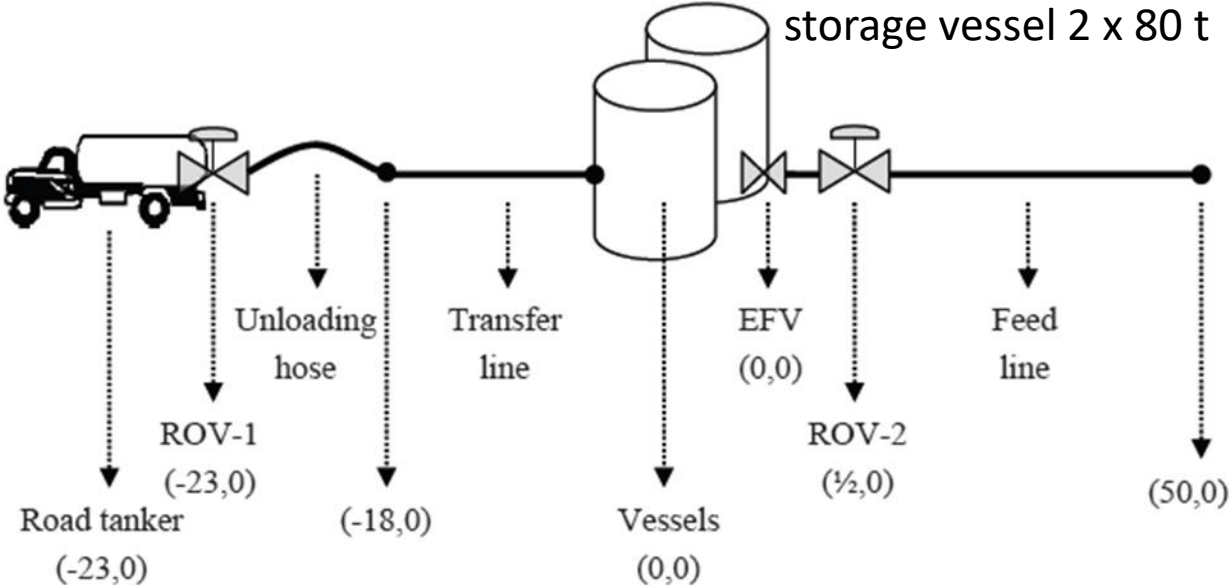 storage vessel 2 x 80 t
Unloading
hose
Transfer
line
EFV
(0,0)
Feed
line
ROV-1
(-23,0)
ROV-2
(½,0)
Road tanker
(-23,0)
(-18,0)
Vessels
(0,0)
(50,0)